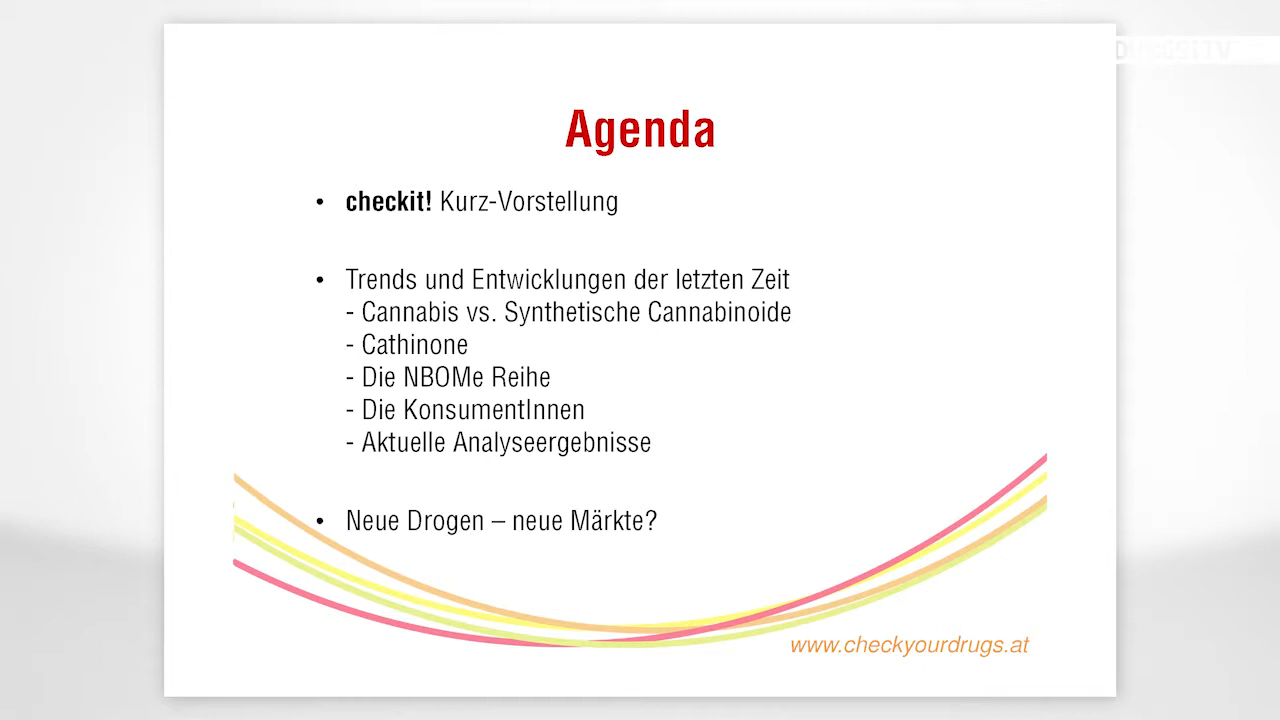 Agenda
• checkit! Kurz-Vorstellung
• Trends und Entwicklungen der letzten Zeit
- Cannabis vs. Synthetische Cannabinoide
- Cathinone
- Die NBOMe Reihe
- Die KonsumentInnen
- Aktuelle Analyseergebnisse
• Neue Drogen – neue Märkte?
www.checkyourdrugs.at